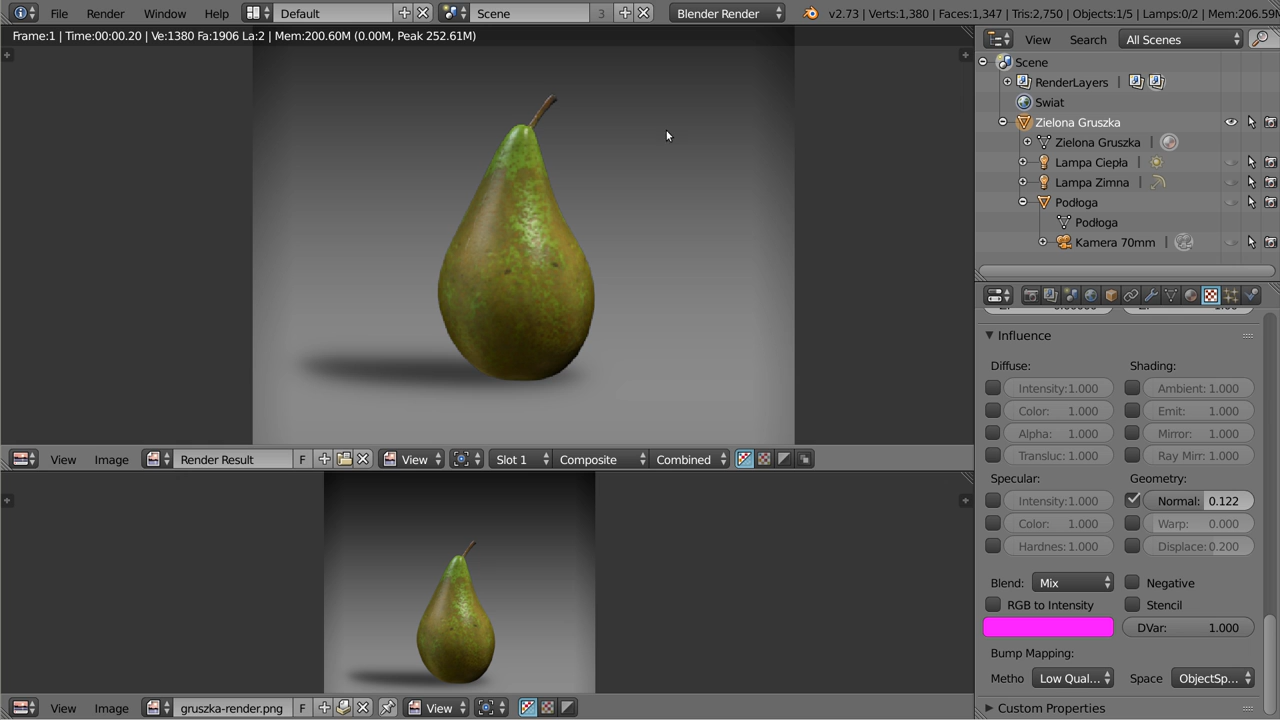 File Render Window Help Default Scene 3 Blender Render v2.73 | Verts:1,380 | Faces:1,347 | Tris:2,750 | Objects:1/5 | Lamps:0/2 |
Frame:1 | Time:00:00.20 | Ve:1380 Fa:1906 La:2 | Mem:200.60M (0.00M, Peak 252.61M)
View Search All Scenes
Scene
RenderLayers |
Swiat
Zielona Gruszka
Zielona Gruszka |
Lampa Ciepła |
Lampa Zimna |
Podłoga
Podłoga
Kamera 70mm |
Influence
Diffuse: Shading:
Intensity:1.000 Ambient: 1.000
Color: 1.000 Emit: 1.000
Alpha: 1.000 Mirror: 1.000
Transluc: 1.000 Ray Mirr: 1.000
Specular: Geometry:
Intensity:1.000 Normal: 0.122
Color: 1.000 Warp: 0.000
Hardnes: 1.000 Displace:0.200
Blend: Mix Negative
RGB to Intensity Stencil
DVar: 1.000
Bump Mapping:
Metho Low Qual... Space ObjectSp...
Custom Properties
View Image Render Result F View Slot 1 Composite Combined
View Image gruszka-render.png F View